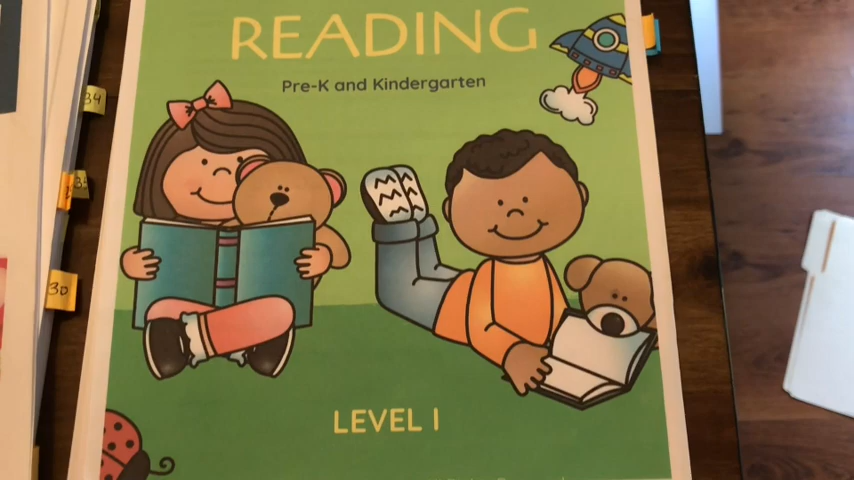 READING
Pre-K and Kindergarten
34
30
LEVEL 1